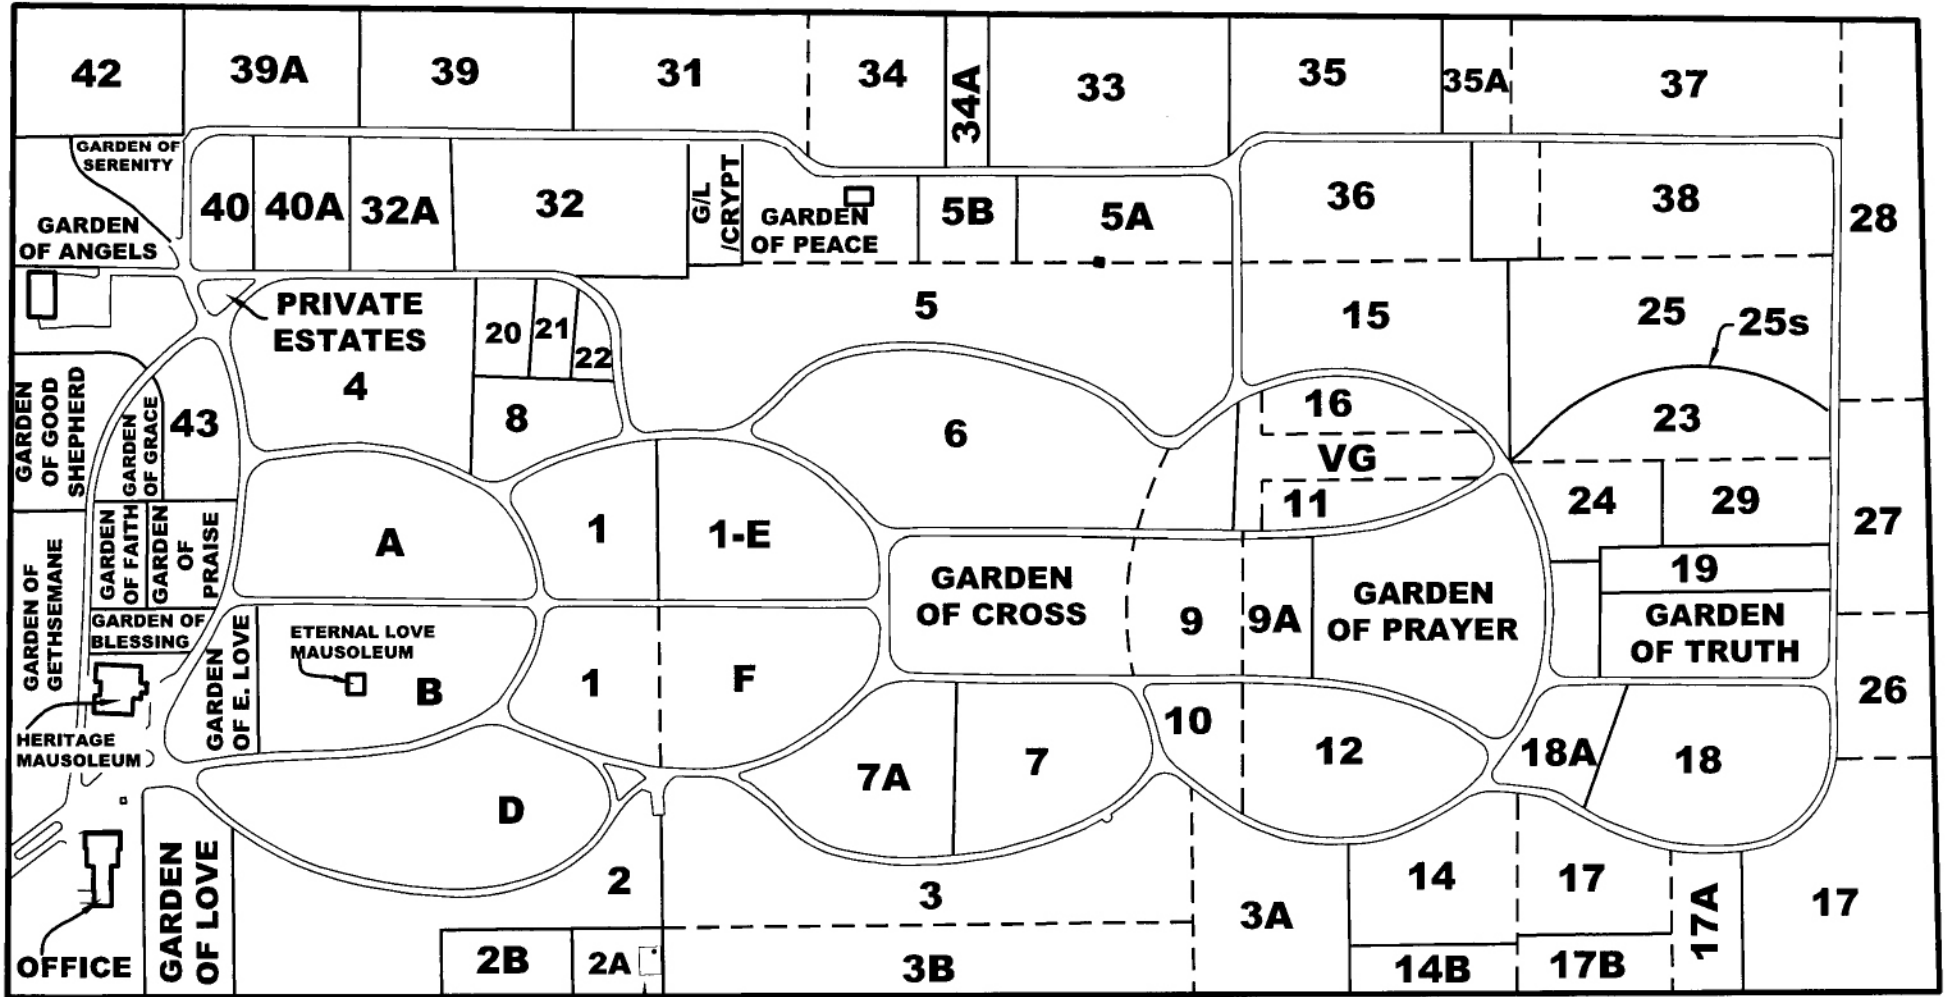 42
39A
39
31
34
34A
33
35
35A
37
GARDEN OF
SERENITY
GARDEN
OF ANGELS
40
40A
32A
32
G/L
/CRYPT
GARDEN
OF PEACE
5B
5A
36
38
28
PRIVATE
ESTATES
4
20
21
22
5
15
25
25s
GARDEN
OF GOOD
SHEPHERD
GARDEN
OF GRACE
43
8
6
16
VG
11
23
24
29
27
A
1
1-E
GARDEN
OF FAITH
GARDEN
OF
PRAISE
GARDEN OF
GETHSEMANE
GARDEN OF
BLESSING
GARDEN
OF CROSS
9
9A
GARDEN
OF PRAYER
19
GARDEN
OF TRUTH
26
GARDEN
OF E. LOVE
ETERNAL LOVE
MAUSOLEUM
B
1
F
HERITAGE
MAUSOLEUM
10
12
18A
18
7A
7
D
2
3
3A
14
17
17A
17
OFFICE
GARDEN
OF LOVE
2B
2A
3B
14B
17B